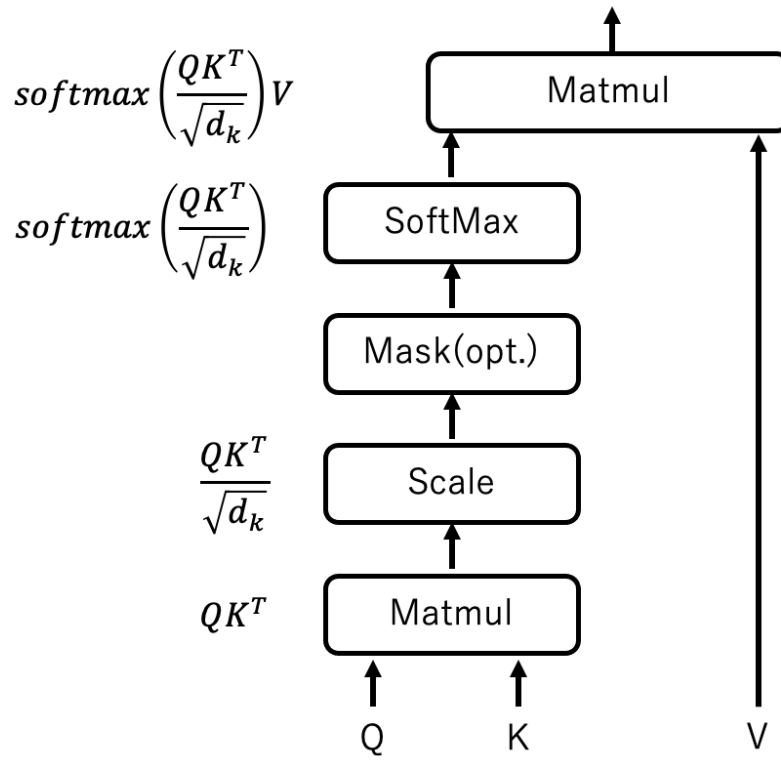 softmax(QK^T/√d_k)V
Matmul
softmax(QK^T/√d_k)
SoftMax
Mask(opt.)
QK^T/√d_k
Scale
QK^T
Matmul
Q
K
V